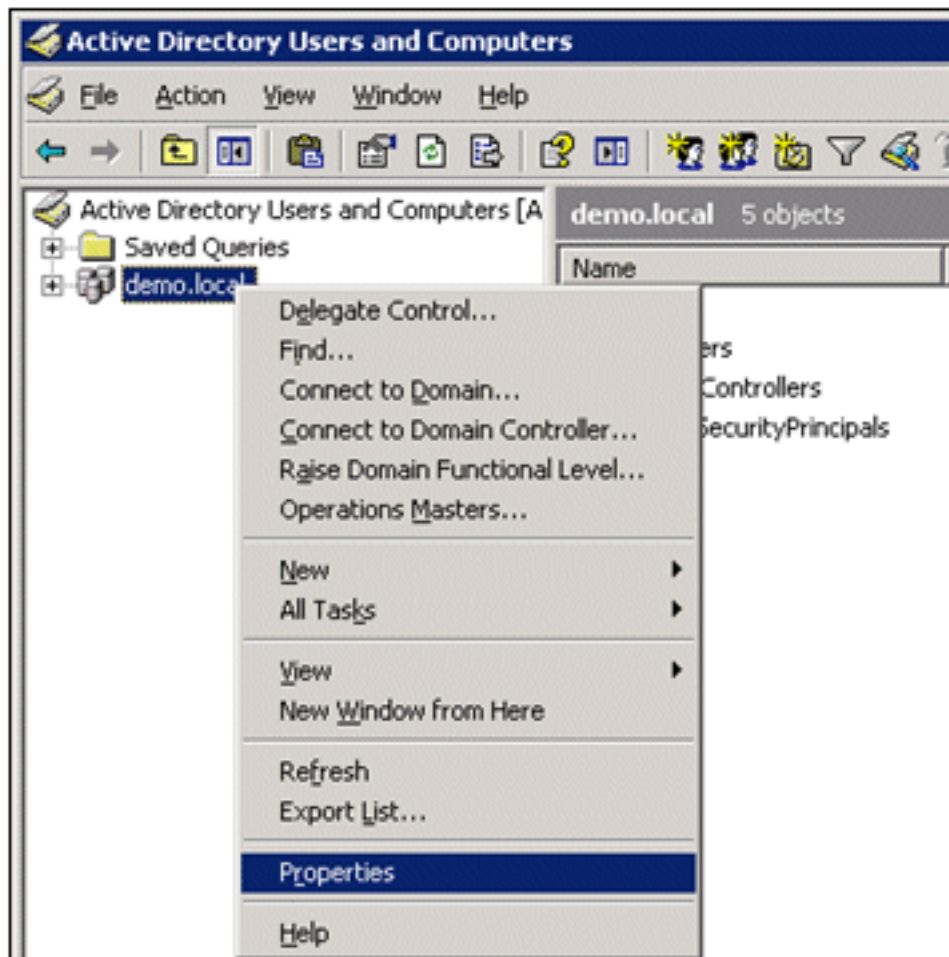 Active Directory Users and Computers
File Action View Window Help
Active Directory Users and Computers [A
demo.local 5 objects
Saved Queries
Name
demo.local
Delegate Control...
Find...
ers
Connect to Domain...
Controllers
Connect to Domain Controller...
SecurityPrincipals
Raise Domain Functional Level...
Operations Masters...
New
All Tasks
View
New Window from Here
Refresh
Export List...
Properties
Help